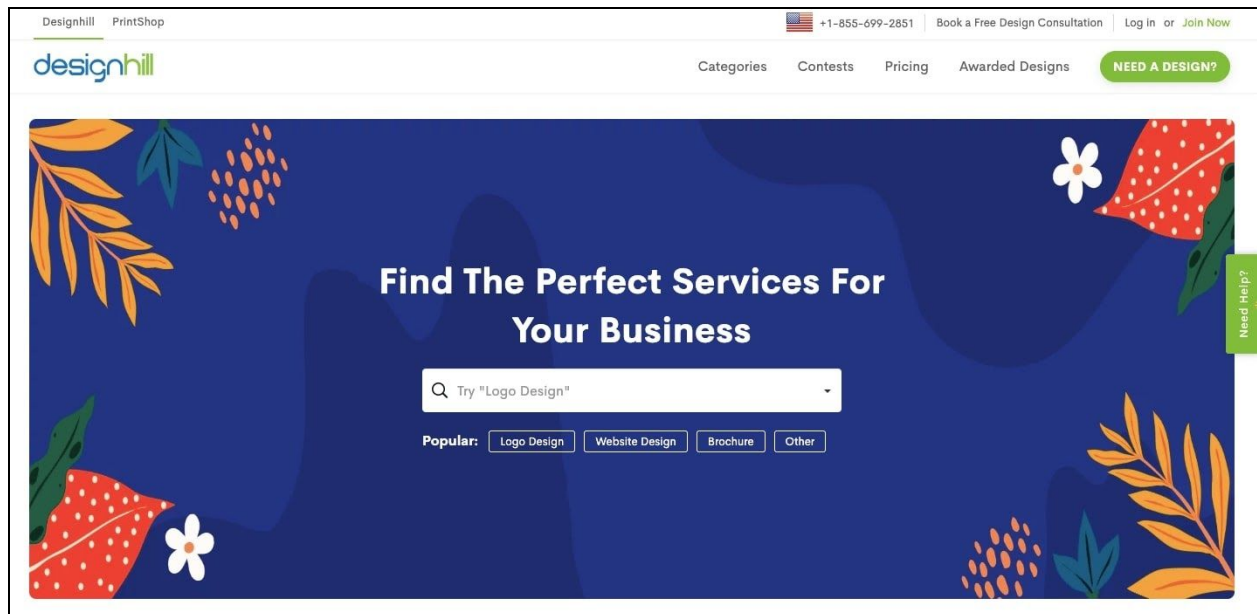 Designhill PrintShop +1-855-699-2851 Book a Free Design Consultation Log in or Join Now
designhill Categories Contests Pricing Awarded Designs NEED A DESIGN?
Find The Perfect Services For
Your Business
Need Help?
Try "Logo Design"
Popular: Logo Design Website Design Brochure Other